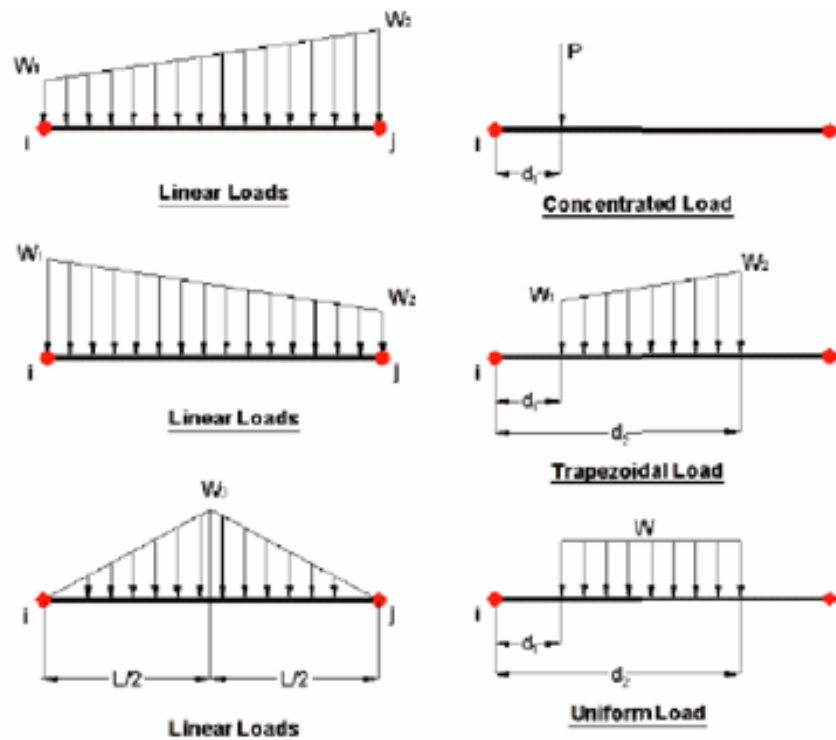 W₂
W₁
i
j
Linear Loads
P
i
d₁
Concentrated Load
W₁
W₂
i
j
Linear Loads
W₂
W₁
i
d₁
d₂
Trapezoidal Load
i
j
L/2
L/2
Linear Loads
W
i
d₁
d₂
Uniform Load